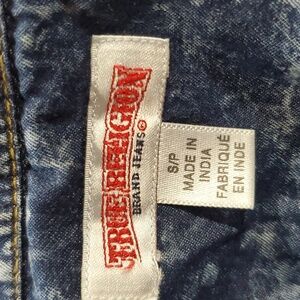 TRUE RELIGION
BRAND JEANS®
S/P
MADE IN
INDIA
FABRIQUÉ
EN INDE